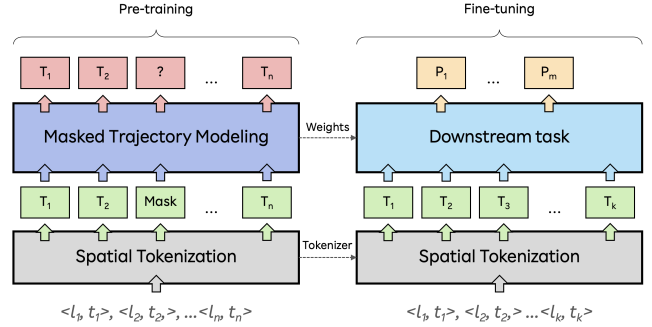 Pre-training
Fine-tuning
T1 T2 ? ... Tn
P1 ... Pm
Masked Trajectory Modeling
Weights
Downstream task
T1 T2 Mask ... Tn
T1 T2 T3 ... Tk
Spatial Tokenization
Tokenizer
Spatial Tokenization
<l1, t1>, <l2, t2,>, ...<ln, tn>
<l1, t1>, <l2, t2> ...<lk, tk>